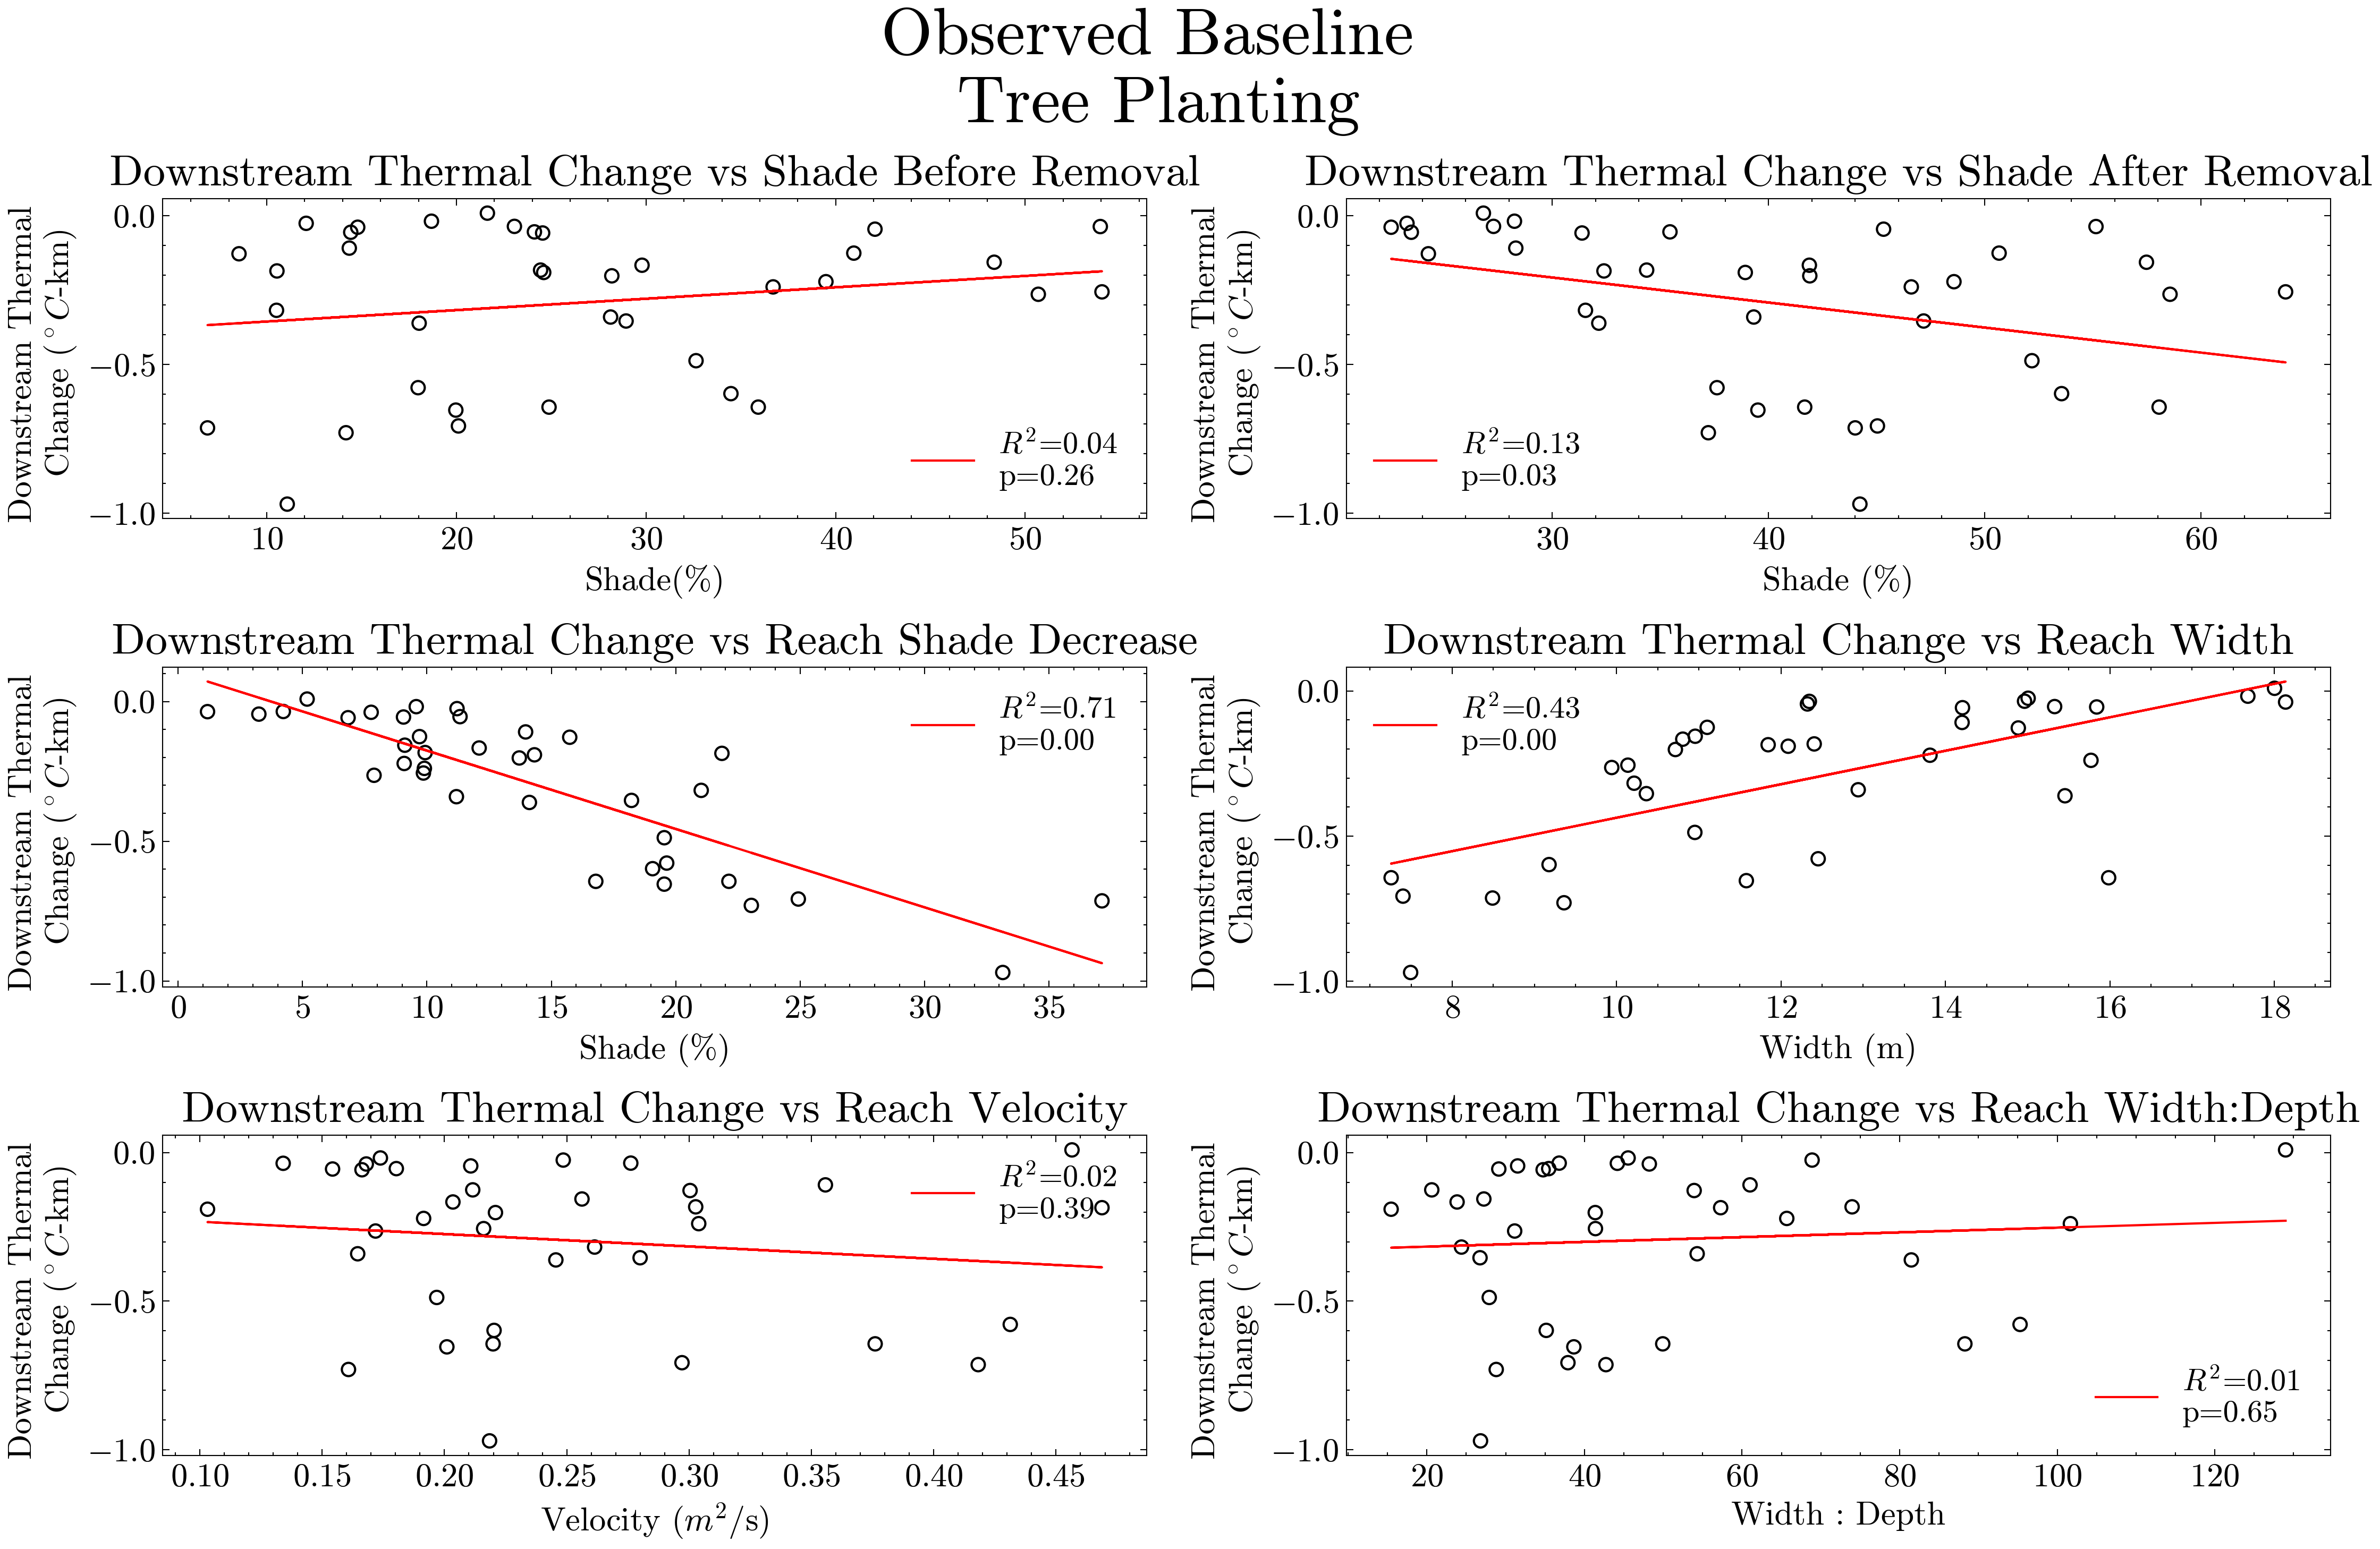 Observed Baseline
Tree Planting
Downstream Thermal Change vs Shade Before Removal
Downstream Thermal
Change (°C-km)
0.0
−0.5
−1.0
R²=0.04
p=0.26
10 20 30 40 50
Shade(%)
Downstream Thermal Change vs Shade After Removal
Downstream Thermal
Change (°C-km)
0.0
−0.5
−1.0
R²=0.13
p=0.03
30 40 50 60
Shade (%)
Downstream Thermal Change vs Reach Shade Decrease
Downstream Thermal
Change (°C-km)
0.0
−0.5
−1.0
R²=0.71
p=0.00
0 5 10 15 20 25 30 35
Shade (%)
Downstream Thermal Change vs Reach Width
Downstream Thermal
Change (°C-km)
0.0
−0.5
−1.0
R²=0.43
p=0.00
8 10 12 14 16 18
Width (m)
Downstream Thermal Change vs Reach Velocity
Downstream Thermal
Change (°C-km)
0.0
−0.5
−1.0
R²=0.02
p=0.39
0.10 0.15 0.20 0.25 0.30 0.35 0.40 0.45
Velocity (m²/s)
Downstream Thermal Change vs Reach Width:Depth
Downstream Thermal
Change (°C-km)
0.0
−0.5
−1.0
R²=0.01
p=0.65
20 40 60 80 100 120
Width : Depth